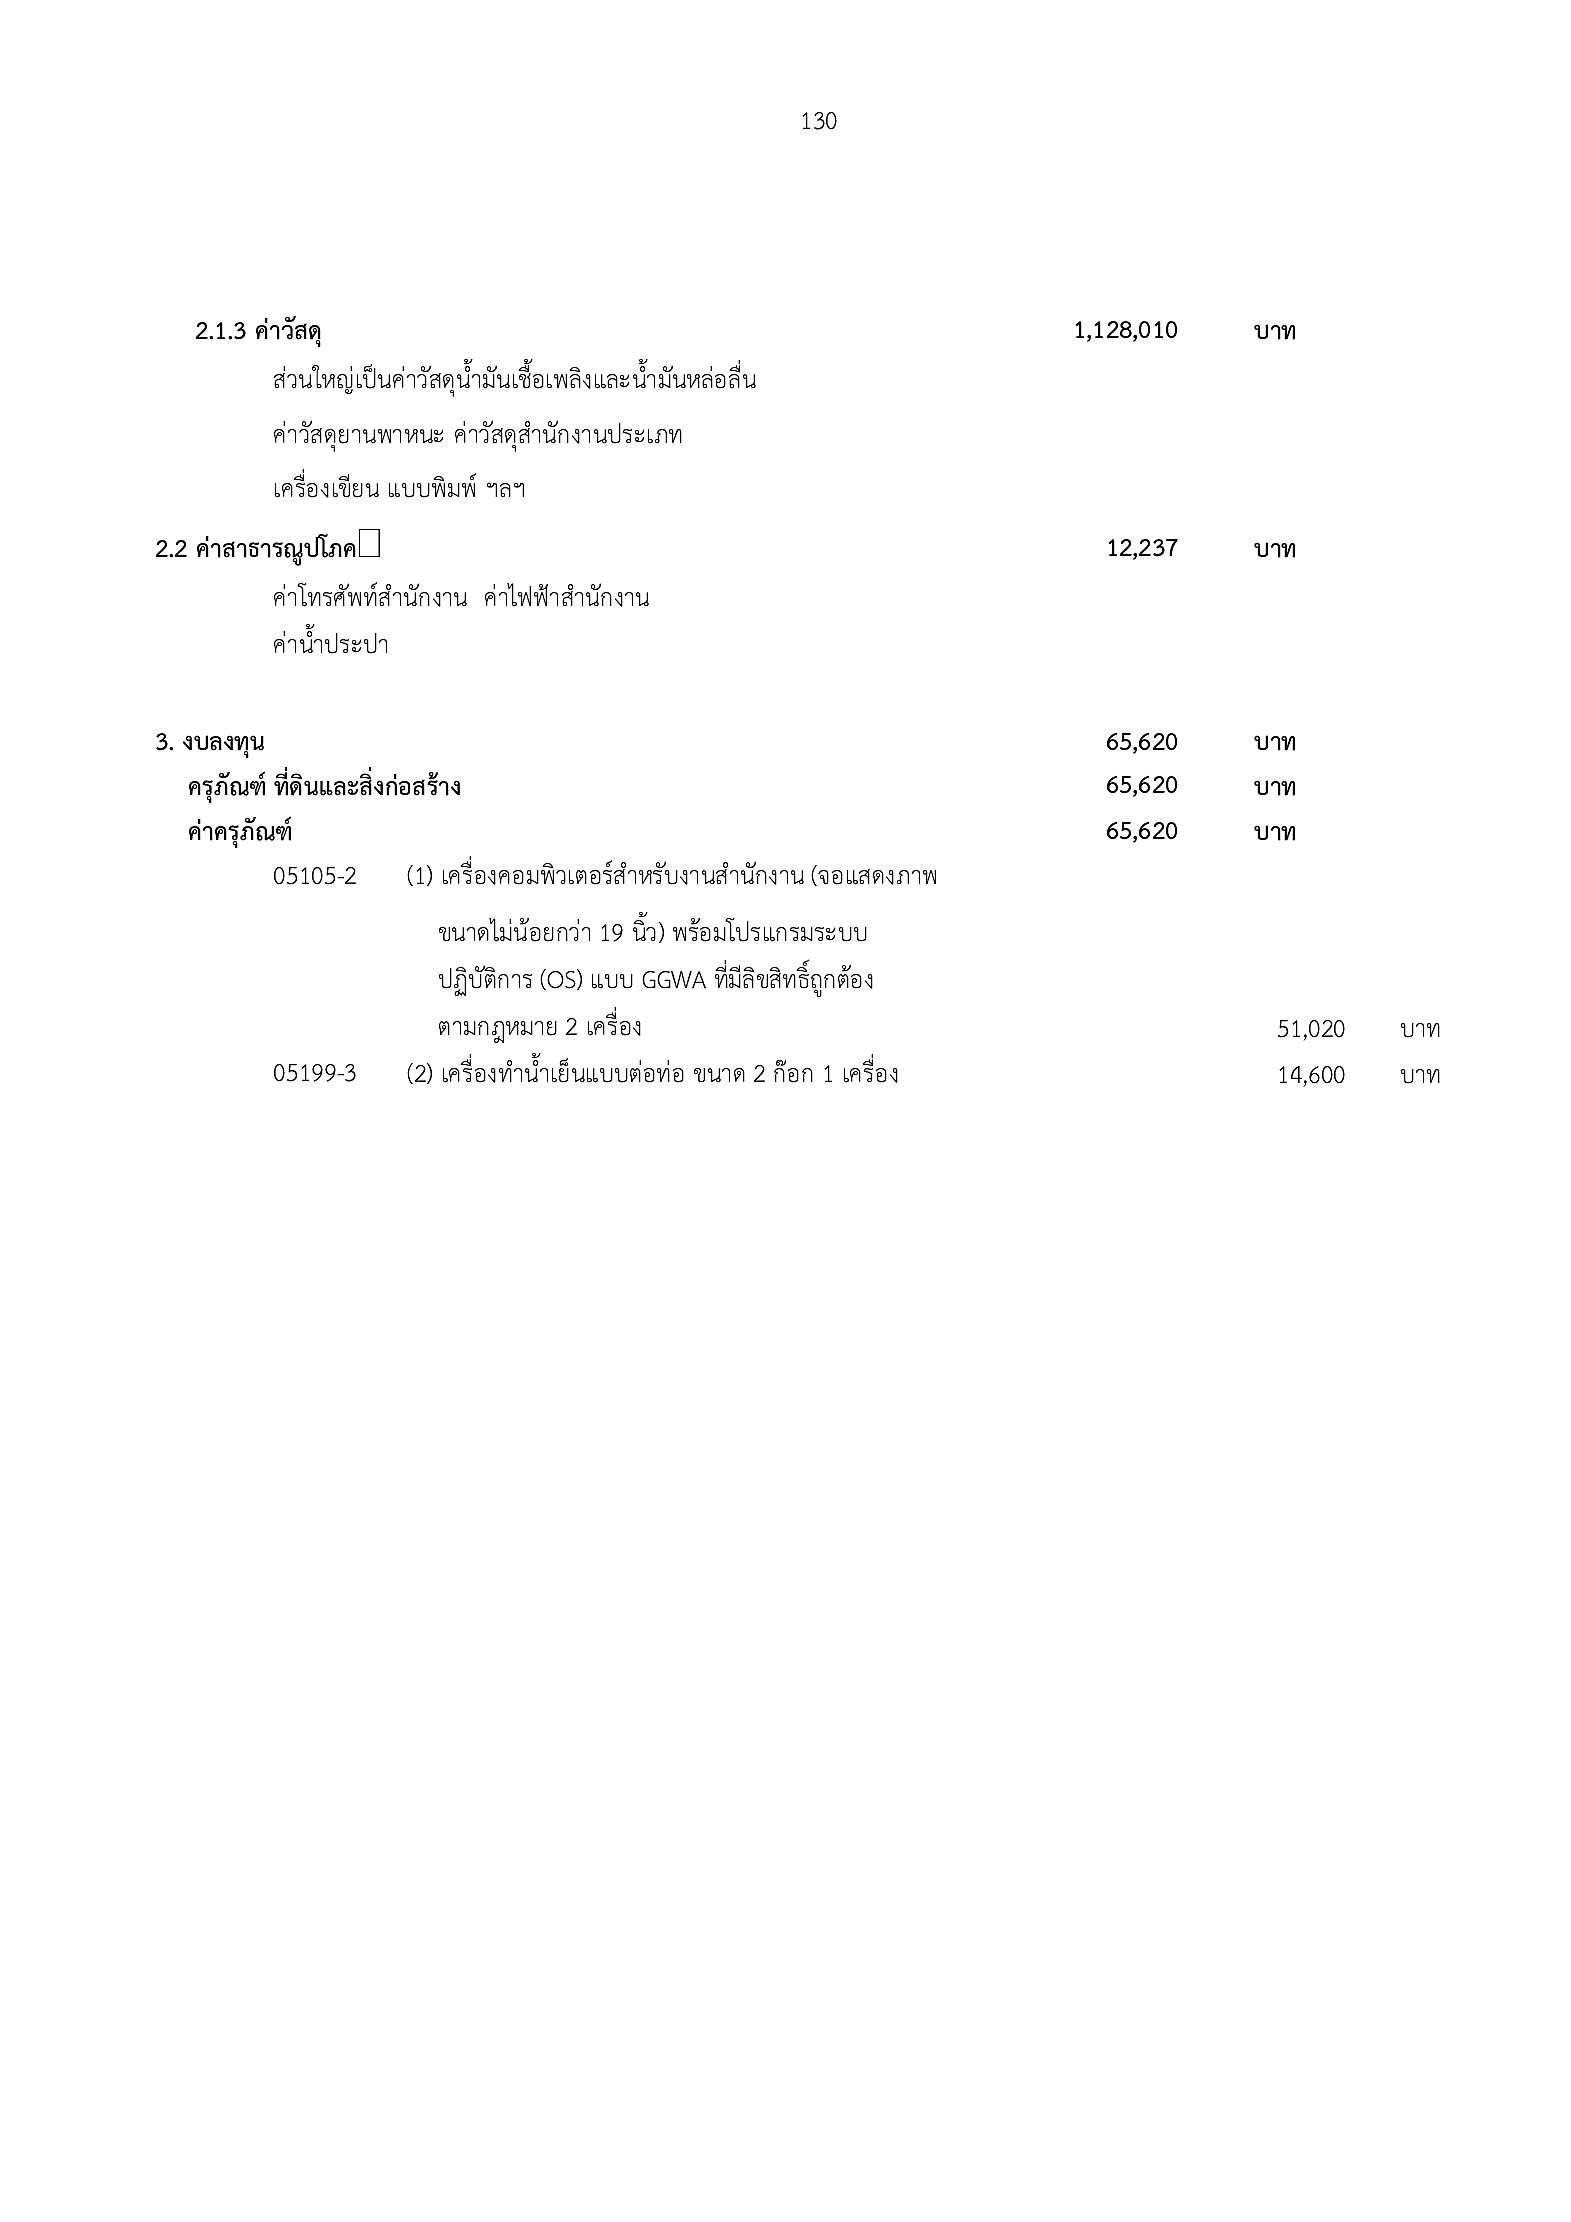 130
2.1.3 ค่าวัสดุ 1,128,010 บาท
ส่วนใหญ่เป็นค่าวัสดุน้ำมันเชื้อเพลิงและน้ำมันหล่อลื่น
ค่าวัสดุยานพาหนะ ค่าวัสดุสำนักงานประเภท
เครื่องเขียน แบบพิมพ์ ฯลฯ
2.2 ค่าสาธารณูปโภค 12,237 บาท
ค่าโทรศัพท์สำนักงาน ค่าไฟฟ้าสำนักงาน
ค่าน้ำประปา
3. งบลงทุน 65,620 บาท
ครุภัณฑ์ ที่ดินและสิ่งก่อสร้าง 65,620 บาท
ค่าครุภัณฑ์ 65,620 บาท
05105-2 (1) เครื่องคอมพิวเตอร์สำหรับงานสำนักงาน (จอแสดงภาพ
ขนาดไม่น้อยกว่า 19 นิ้ว) พร้อมโปรแกรมระบบ
ปฏิบัติการ (OS) แบบ GGWA ที่มีลิขสิทธิ์ถูกต้อง
ตามกฎหมาย 2 เครื่อง 51,020 บาท
05199-3 (2) เครื่องทำน้ำเย็นแบบต่อท่อ ขนาด 2 ก๊อก 1 เครื่อง 14,600 บาท